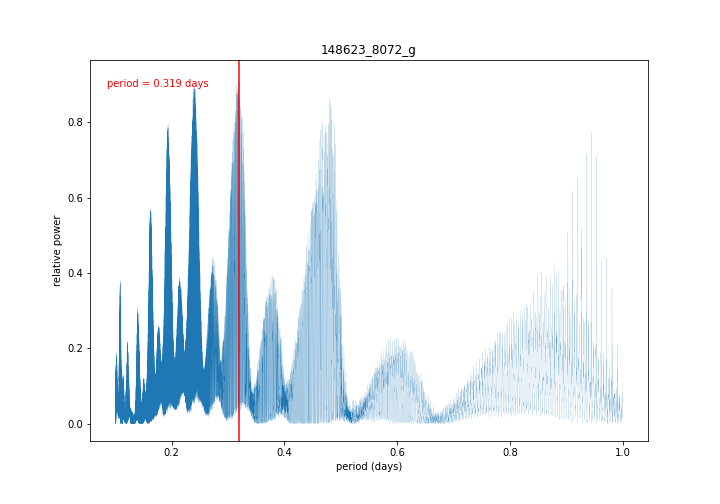 148623_8072_g
period = 0.319 days
relative power
0.8
0.6
0.4
0.2
0.0
0.2 0.4 0.6 0.8 1.0
period (days)